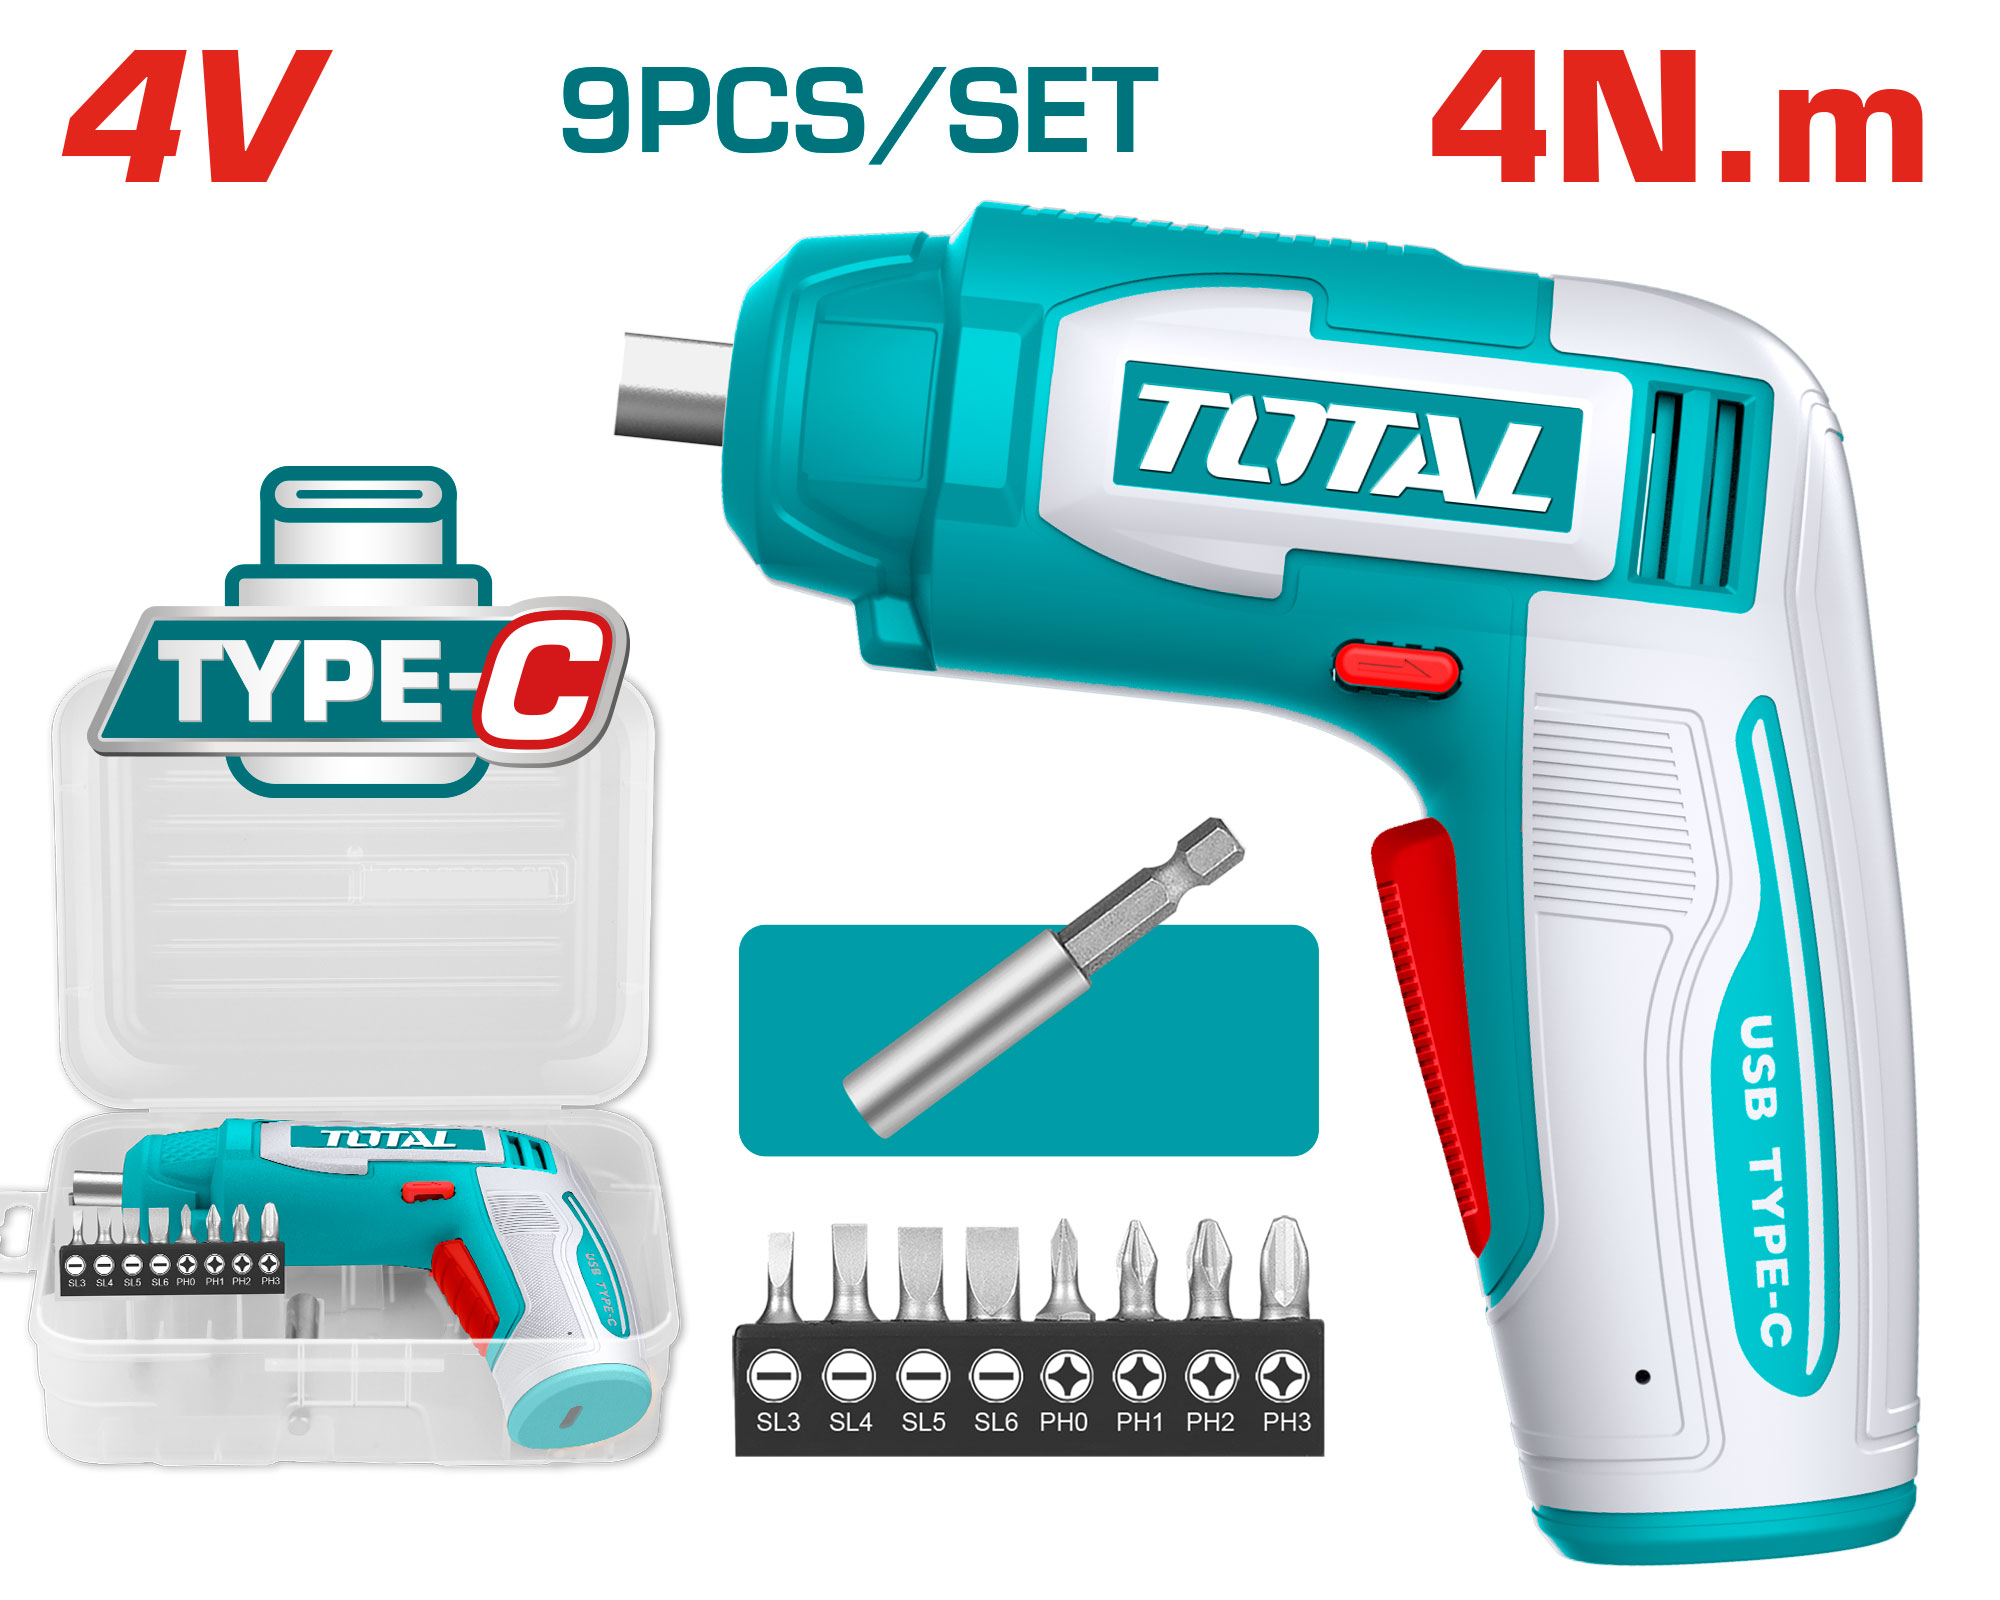 4V
9PCS/SET
4N.m
TOTAL
TYPE-C
USB TYPE-C
TOTAL
SL3 SL4 SL5 SL6 PH0 PH1 PH2 PH3
USB TYPE-C
SL3 SL4 SL5 SL6 PH0 PH1 PH2 PH3